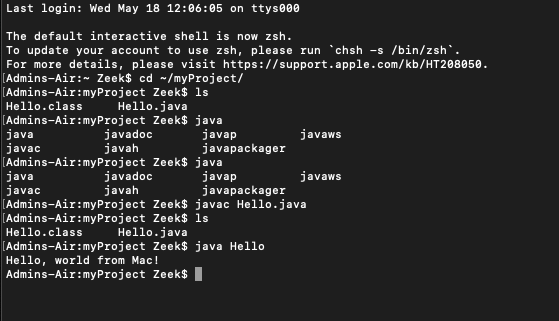 Last login: Wed May 18 12:06:05 on ttys000
The default interactive shell is now zsh.
To update your account to use zsh, please run `chsh -s /bin/zsh`.
For more details, please visit https://support.apple.com/kb/HT208050.
[Admins-Air:~ Zeek$ cd ~/myProject/
[Admins-Air:myProject Zeek$ ls
Hello.class     Hello.java
[Admins-Air:myProject Zeek$ java
java          javadoc       javap         javaws
javac         javah         javapackager
[Admins-Air:myProject Zeek$ java
java          javadoc       javap         javaws
javac         javah         javapackager
[Admins-Air:myProject Zeek$ javac Hello.java
[Admins-Air:myProject Zeek$ ls
Hello.class     Hello.java
[Admins-Air:myProject Zeek$ java Hello
Hello, world from Mac!
Admins-Air:myProject Zeek$